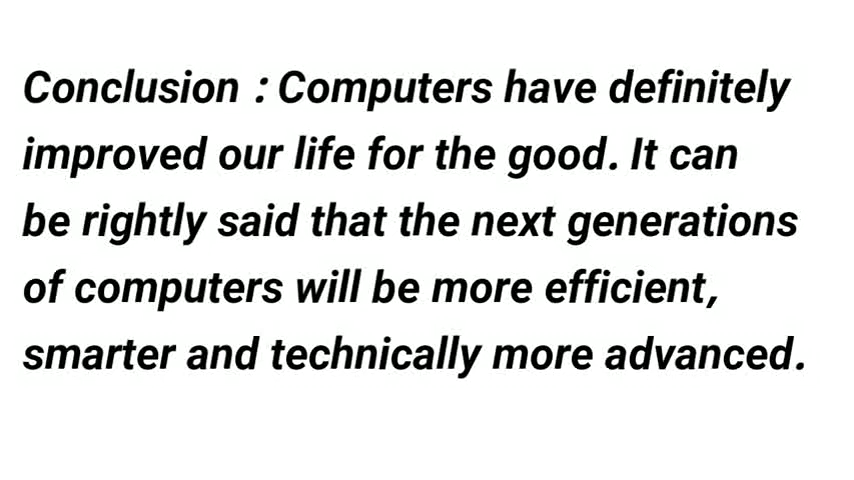 Conclusion : Computers have definitely
improved our life for the good. It can
be rightly said that the next generations
of computers will be more efficient,
smarter and technically more advanced.